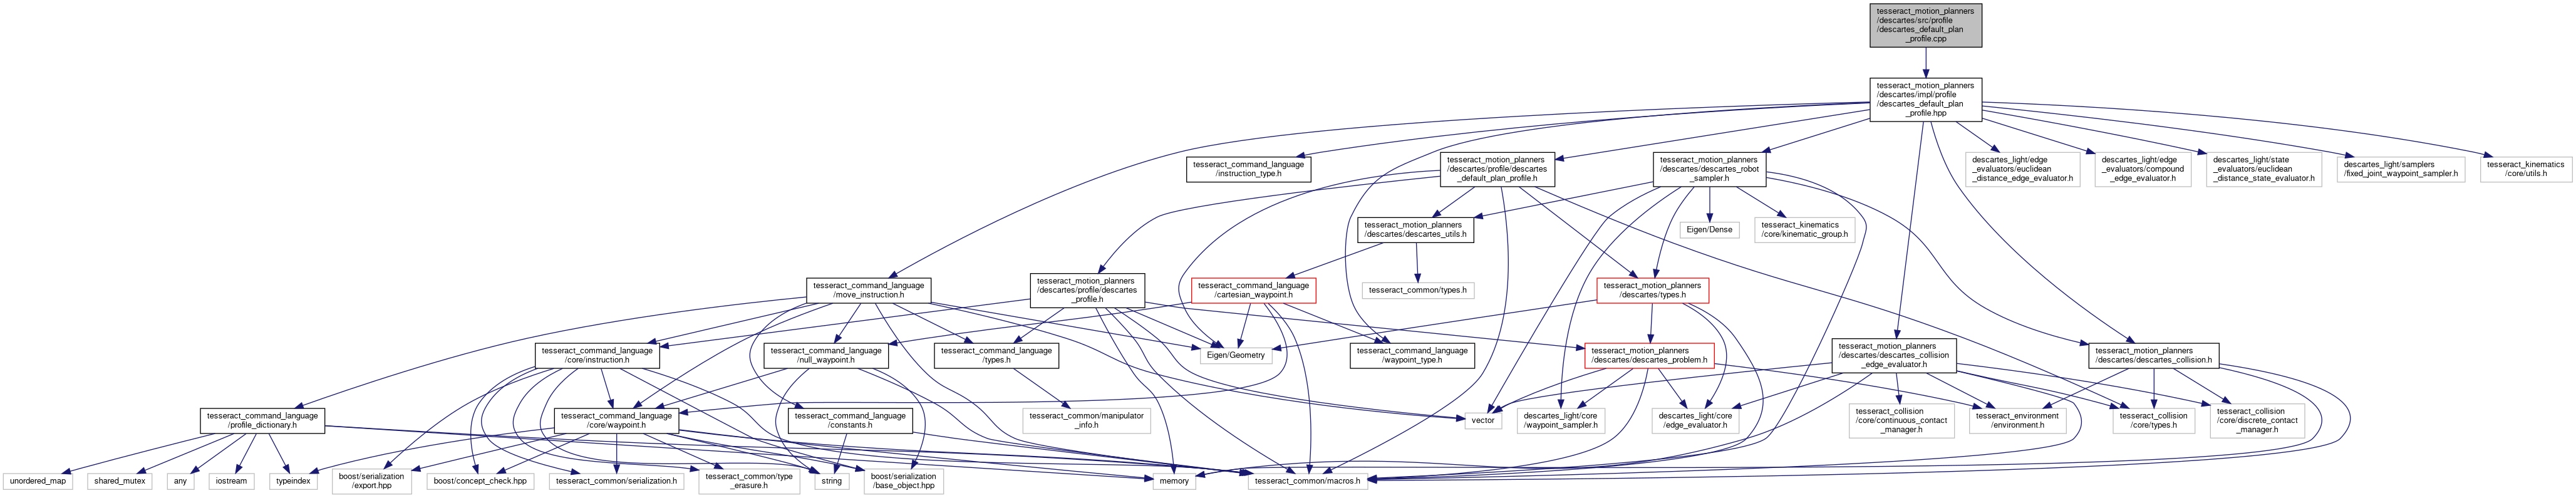 tesseract_motion_planners
/descartes/src/profile
/descartes_default_plan
_profile.cpp
tesseract_motion_planners
/descartes/impl/profile
/descartes_default_plan
_profile.hpp
tesseract_command_language
/instruction_type.h
tesseract_motion_planners
/descartes/profile/descartes
_default_plan_profile.h
tesseract_motion_planners
/descartes/descartes_robot
_sampler.h
descartes_light/edge
_evaluators/euclidean
_distance_edge_evaluator.h
descartes_light/edge
_evaluators/compound
_edge_evaluator.h
descartes_light/state
_evaluators/euclidean
_distance_state_evaluator.h
descartes_light/samplers
/fixed_joint_waypoint_sampler.h
tesseract_kinematics
/core/utils.h
tesseract_motion_planners
/descartes/descartes_utils.h
Eigen/Dense
tesseract_kinematics
/core/kinematic_group.h
tesseract_command_language
/move_instruction.h
tesseract_motion_planners
/descartes/profile/descartes
_profile.h
tesseract_command_language
/cartesian_waypoint.h
tesseract_common/types.h
tesseract_motion_planners
/descartes/types.h
tesseract_command_language
/core/instruction.h
tesseract_command_language
/null_waypoint.h
tesseract_command_language
/types.h
Eigen/Geometry
tesseract_command_language
/waypoint_type.h
tesseract_motion_planners
/descartes/descartes_problem.h
tesseract_motion_planners
/descartes/descartes_collision
_edge_evaluator.h
tesseract_motion_planners
/descartes/descartes_collision.h
tesseract_command_language
/profile_dictionary.h
tesseract_command_language
/core/waypoint.h
tesseract_command_language
/constants.h
tesseract_common/manipulator
_info.h
vector
descartes_light/core
/waypoint_sampler.h
descartes_light/core
/edge_evaluator.h
tesseract_collision
/core/continuous_contact
_manager.h
tesseract_environment
/environment.h
tesseract_collision
/core/types.h
tesseract_collision
/core/discrete_contact
_manager.h
unordered_map
shared_mutex
any
iostream
typeindex
boost/serialization
/export.hpp
boost/concept_check.hpp
tesseract_common/serialization.h
tesseract_common/type
_erasure.h
string
boost/serialization
/base_object.hpp
memory
tesseract_common/macros.h